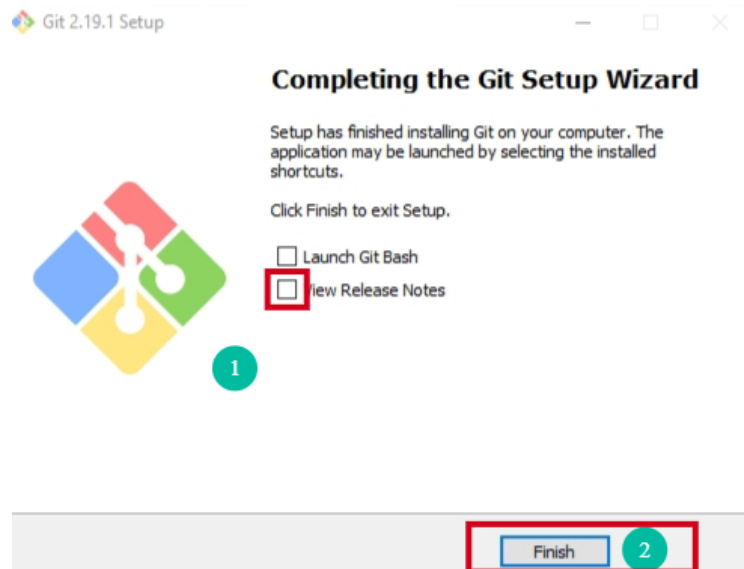 Git 2.19.1 Setup
Completing the Git Setup Wizard
Setup has finished installing Git on your computer. The
application may be launched by selecting the installed
shortcuts.
Click Finish to exit Setup.
Launch Git Bash
View Release Notes
1
Finish
2